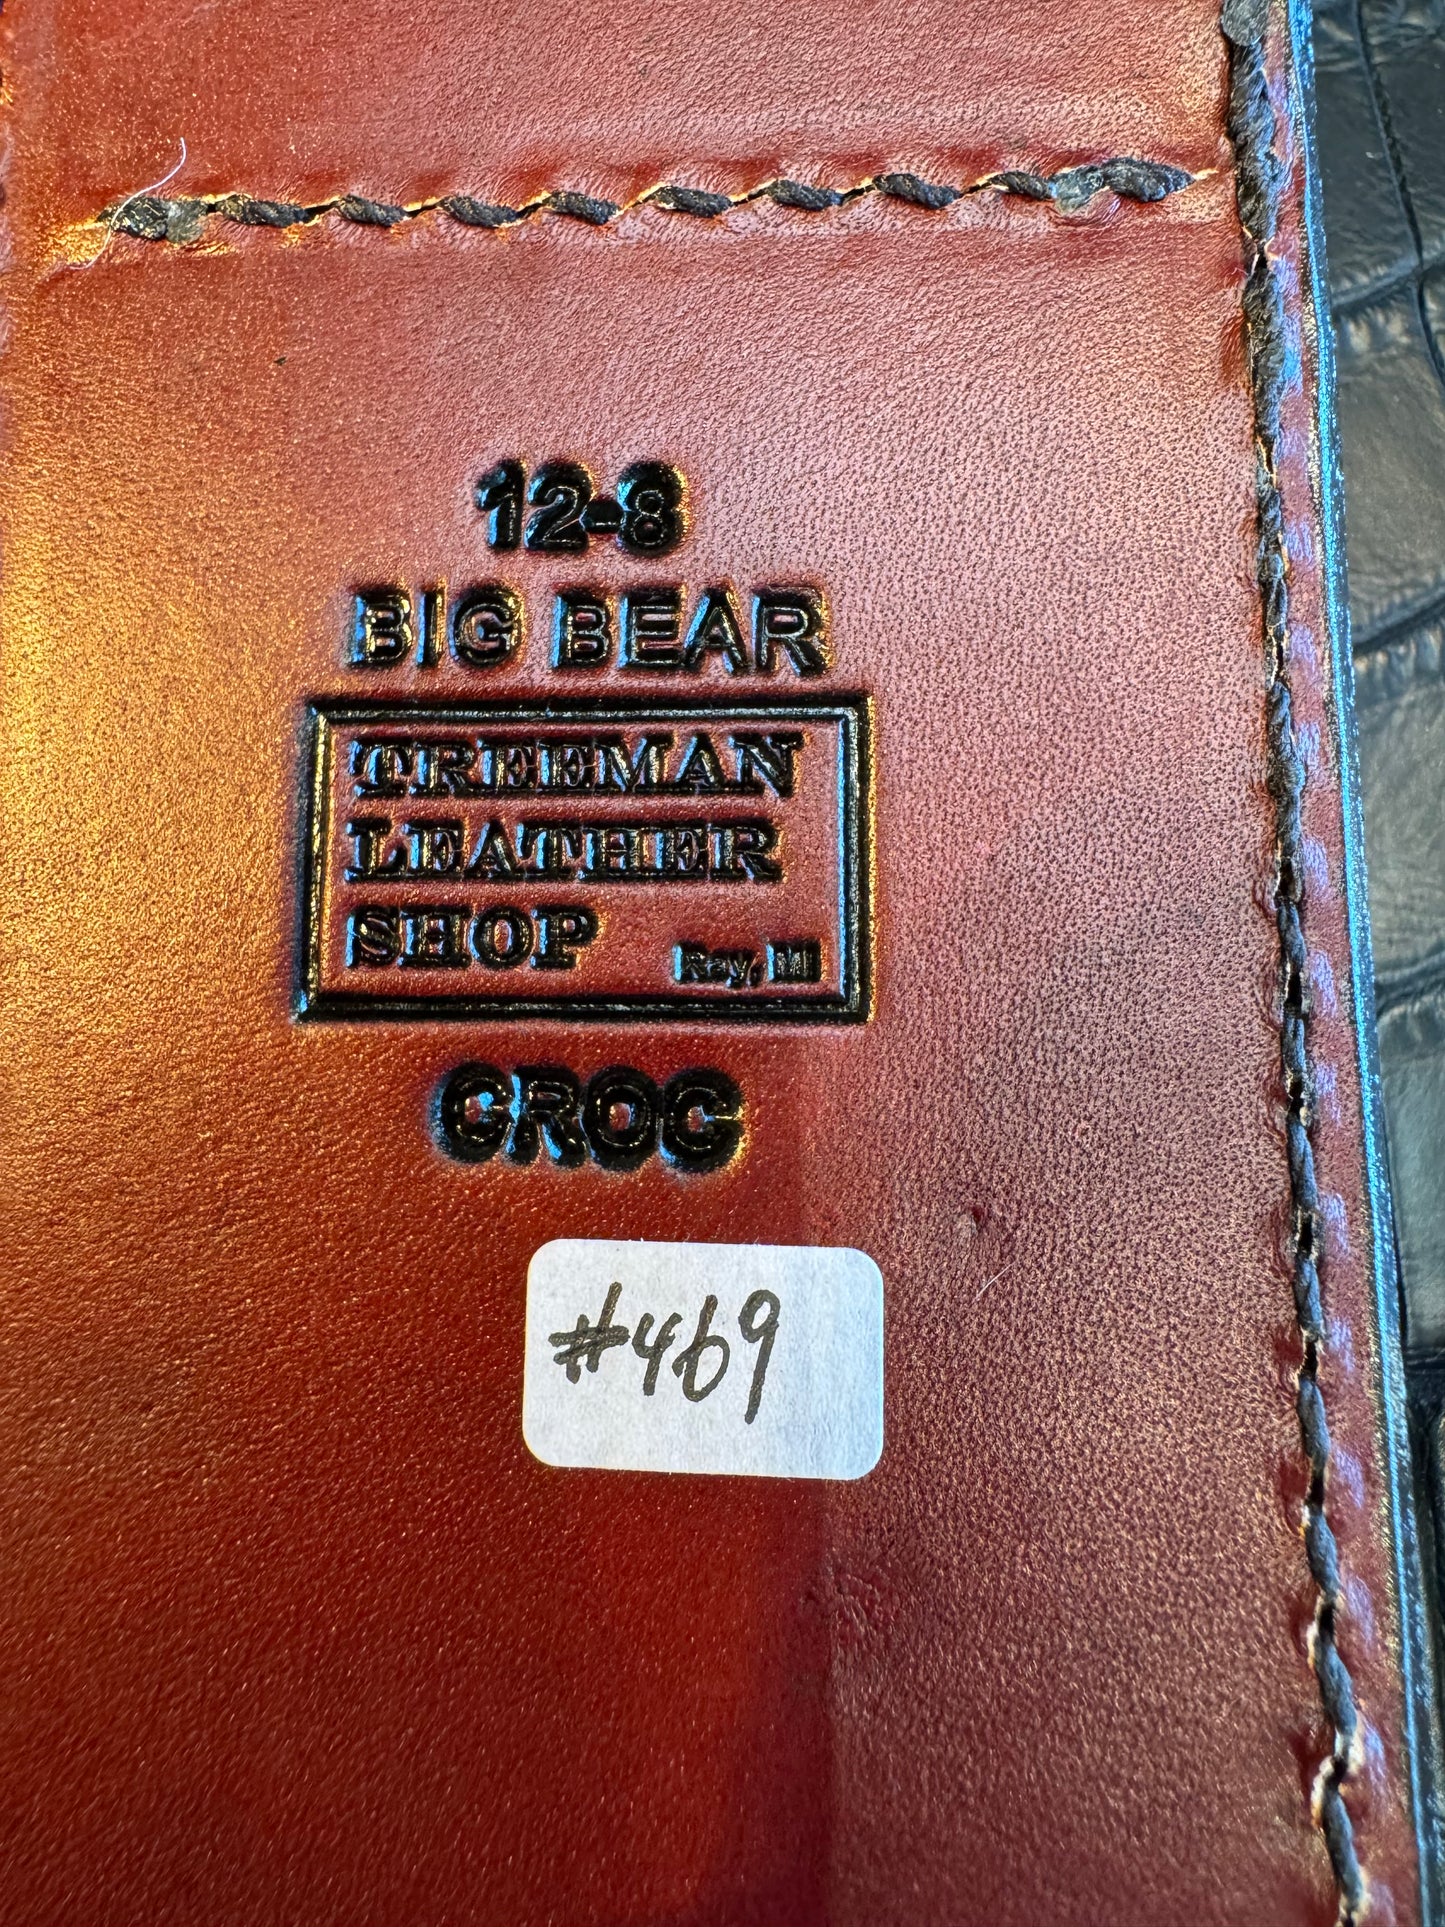 12-8
BIG BEAR
TREEMAN
LEATHER
SHOP Ray, MI
CROC
#469